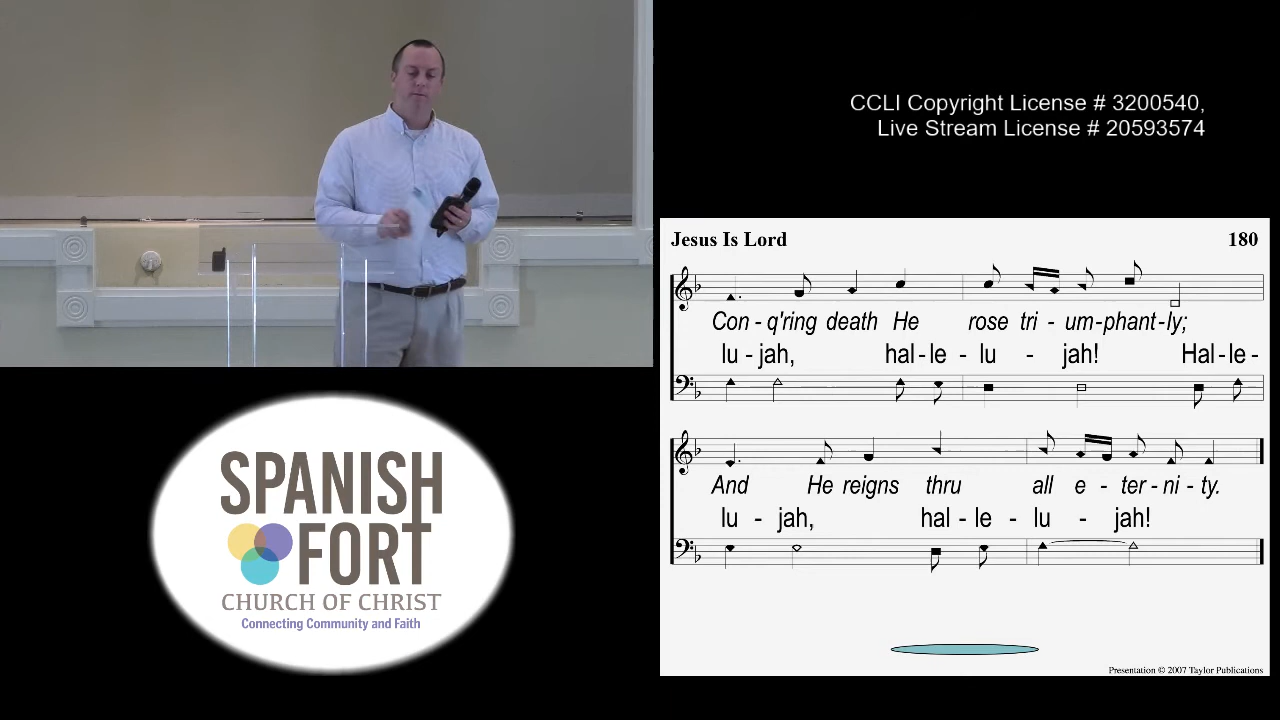 CCLI Copyright License # 3200540,
Live Stream License # 20593574
Jesus Is Lord 180
Con - q'ring death He rose tri - um-phant-ly;
lu - jah, hal - le - lu - jah! Hal - le -
And He reigns thru all e - ter - ni - ty.
lu - jah, hal - le - lu - jah!
Presentation © 2007 Taylor Publications
SPANISH
FORT
CHURCH OF CHRIST
Connecting Community and Faith